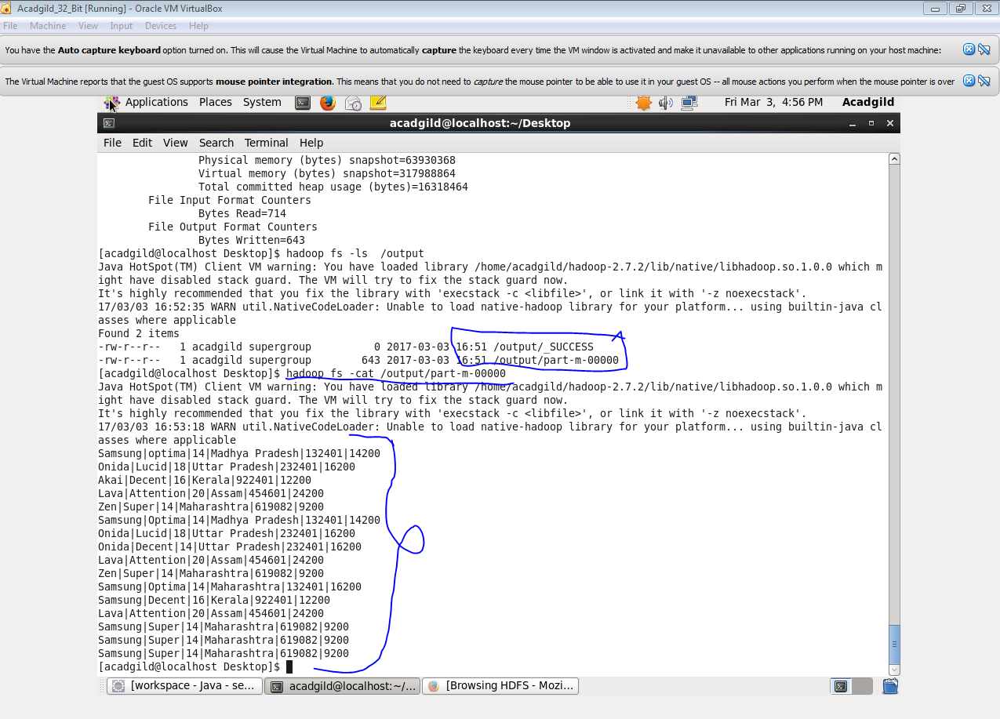 Acadgild_32_Bit [Running] - Oracle VM VirtualBox
File Machine View Input Devices Help
You have the Auto capture keyboard option turned on. This will cause the Virtual Machine to automatically capture the keyboard every time the VM window is activated and make it unavailable to other applications running on your host machine:
The Virtual Machine reports that the guest OS supports mouse pointer integration. This means that you do not need to capture the mouse pointer to be able to use it in your guest OS -- all mouse actions you perform when the mouse pointer is over
Applications Places System Fri Mar 3, 4:56 PM Acadgild
acadgild@localhost:~/Desktop
File Edit View Search Terminal Help
Physical memory (bytes) snapshot=63930368
Virtual memory (bytes) snapshot=317988864
Total committed heap usage (bytes)=16318464
File Input Format Counters
Bytes Read=714
File Output Format Counters
Bytes Written=643
[acadgild@localhost Desktop]$ hadoop fs -ls  /output
Java HotSpot(TM) Client VM warning: You have loaded library /home/acadgild/hadoop-2.7.2/lib/native/libhadoop.so.1.0.0 which m
ight have disabled stack guard. The VM will try to fix the stack guard now.
It's highly recommended that you fix the library with 'execstack -c <libfile>', or link it with '-z noexecstack'.
17/03/03 16:52:35 WARN util.NativeCodeLoader: Unable to load native-hadoop library for your platform... using builtin-java cl
asses where applicable
Found 2 items
-rw-r--r--   1 acadgild supergroup          0 2017-03-03 16:51 /output/_SUCCESS
-rw-r--r--   1 acadgild supergroup        643 2017-03-03 16:51 /output/part-m-00000
[acadgild@localhost Desktop]$ hadoop fs -cat /output/part-m-00000
Java HotSpot(TM) Client VM warning: You have loaded library /home/acadgild/hadoop-2.7.2/lib/native/libhadoop.so.1.0.0 which m
ight have disabled stack guard. The VM will try to fix the stack guard now.
It's highly recommended that you fix the library with 'execstack -c <libfile>', or link it with '-z noexecstack'.
17/03/03 16:53:18 WARN util.NativeCodeLoader: Unable to load native-hadoop library for your platform... using builtin-java cl
asses where applicable
Samsung|optima|14|Madhya Pradesh|132401|14200
Onida|Lucid|18|Uttar Pradesh|232401|16200
Akai|Decent|16|Kerala|922401|12200
Lava|Attention|20|Assam|454601|24200
Zen|Super|14|Maharashtra|619082|9200
Samsung|Optima|14|Madhya Pradesh|132401|14200
Onida|Lucid|18|Uttar Pradesh|232401|16200
Onida|Decent|14|Uttar Pradesh|232401|16200
Lava|Attention|20|Assam|454601|24200
Zen|Super|14|Maharashtra|619082|9200
Samsung|Optima|14|Maharashtra|132401|16200
Samsung|Decent|16|Kerala|922401|12200
Lava|Attention|20|Assam|454601|24200
Samsung|Super|14|Maharashtra|619082|9200
Samsung|Super|14|Maharashtra|619082|9200
Samsung|Super|14|Maharashtra|619082|9200
[acadgild@localhost Desktop]$
[workspace - Java - se... acadgild@localhost:~/... [Browsing HDFS - Mozi...